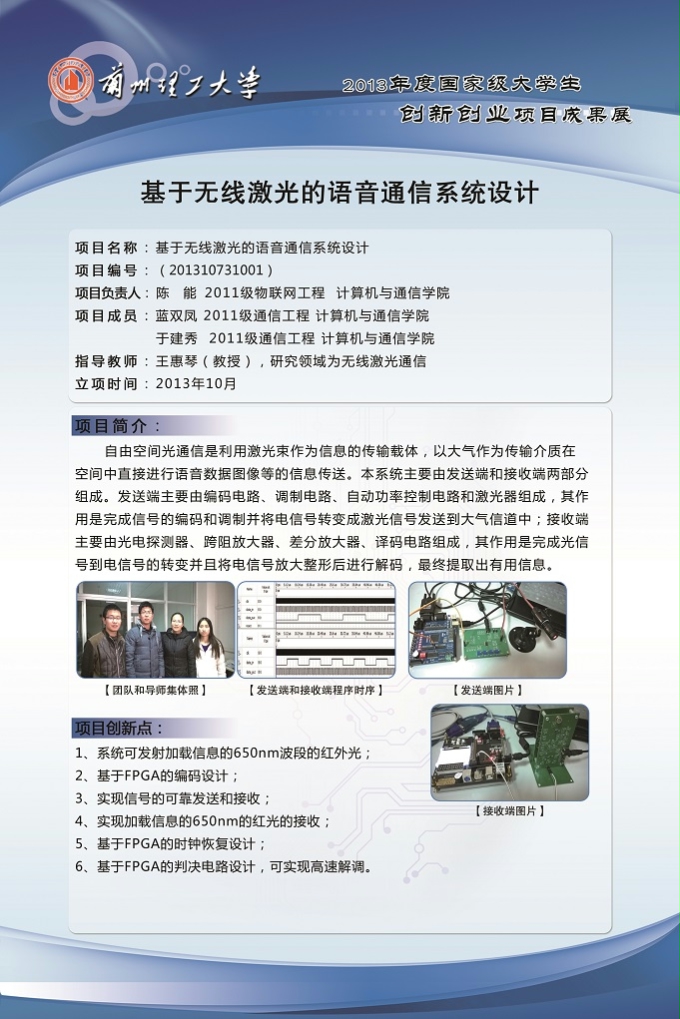 兰州理工大学
2013年度国家级大学生
创新创业项目成果展
基于无线激光的语音通信系统设计
项目名称：基于无线激光的语音通信系统设计
项目编号：（201310731001）
项目负责人：陈 能 2011级物联网工程 计算机与通信学院
项目成员：蓝双凤 2011级通信工程 计算机与通信学院
于建秀 2011级通信工程 计算机与通信学院
指导教师：王惠琴（教授），研究领域为无线激光通信
立项时间：2013年10月
项目简介：
自由空间光通信是利用激光束作为信息的传输载体，以大气作为传输介质在
空间中直接进行语音数据图像等的信息传送。本系统主要由发送端和接收端两部分
组成。发送端主要由编码电路、调制电路、自动功率控制电路和激光器组成，其作
用是完成信号的编码和调制并将电信号转变成激光信号发送到大气信道中；接收端
主要由光电探测器、跨阻放大器、差分放大器、译码电路组成，其作用是完成光信
号到电信号的转变并且将电信号放大整形后进行解码，最终提取出有用信息。
【团队和导师集体照】
【发送端和接收端程序时序】
【发送端图片】
项目创新点：
1、系统可发射加载信息的650nm波段的红外光；
2、基于FPGA的编码设计；
3、实现信号的可靠发送和接收；
4、实现加载信息的650nm的红光的接收；
5、基于FPGA的时钟恢复设计；
6、基于FPGA的判决电路设计，可实现高速解调。
【接收端图片】